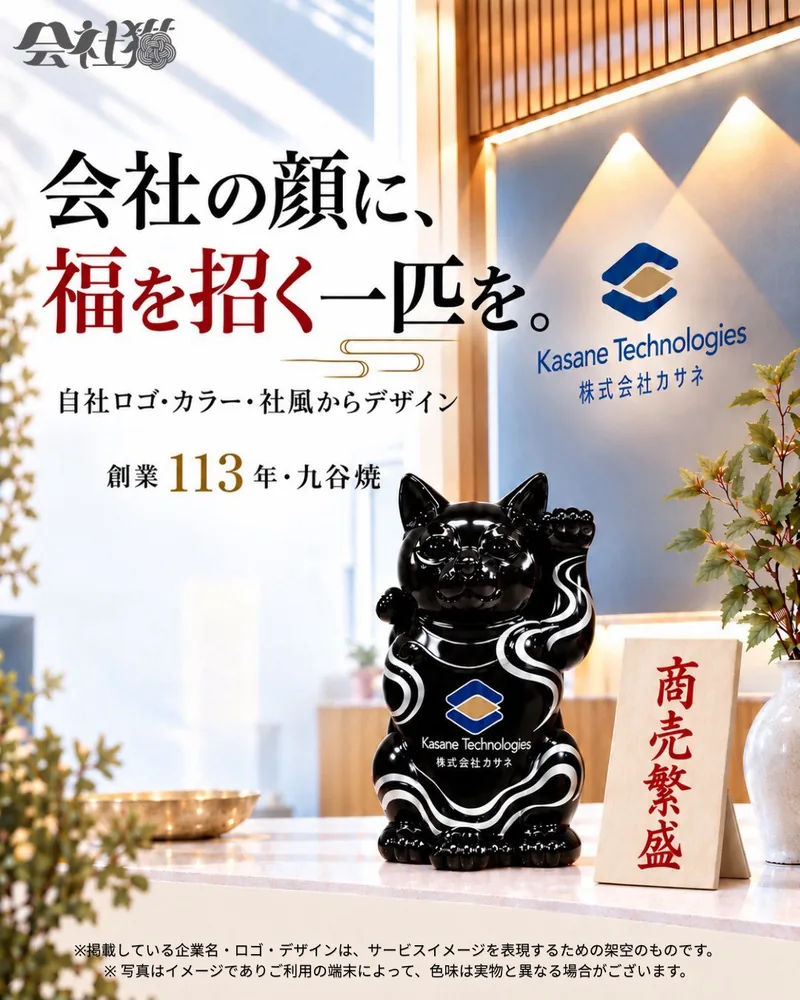 会社猫
会社の顔に、
福を招く一匹を。
自社ロゴ・カラー・社風からデザイン
創業113年・九谷焼
Kasane Technologies
株式会社カサネ
Kasane Technologies
株式会社カサネ
商売繁盛
※掲載している企業名・ロゴ・デザインは、サービスイメージを表現するための架空のものです。
※ 写真はイメージでありご利用の端末によって、色味は実物と異なる場合がございます。